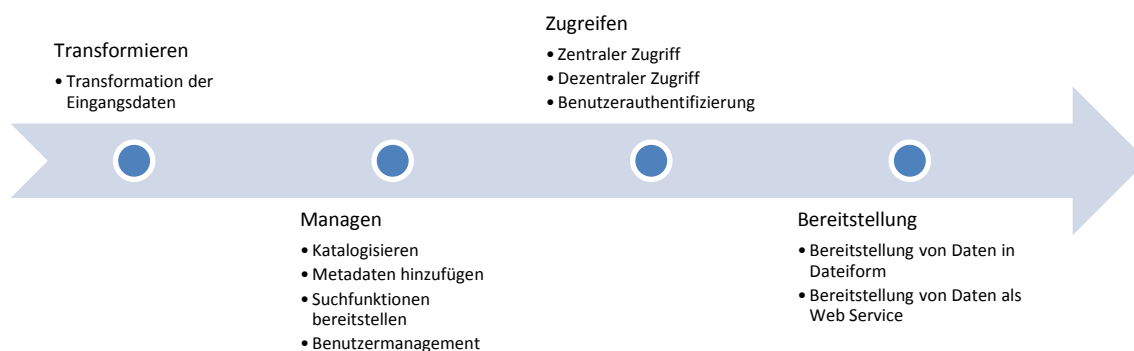 Transformieren
• Transformation der
Eingangsdaten
Managen
• Katalogisieren
• Metadaten hinzufügen
• Suchfunktionen
bereitstellen
• Benutzermanagement
Zugreifen
• Zentraler Zugriff
• Dezentraler Zugriff
• Benutzerauthentifizierung
Bereitstellung
• Bereitstellung von Daten in
Dateiform
• Bereitstellung von Daten als
Web Service